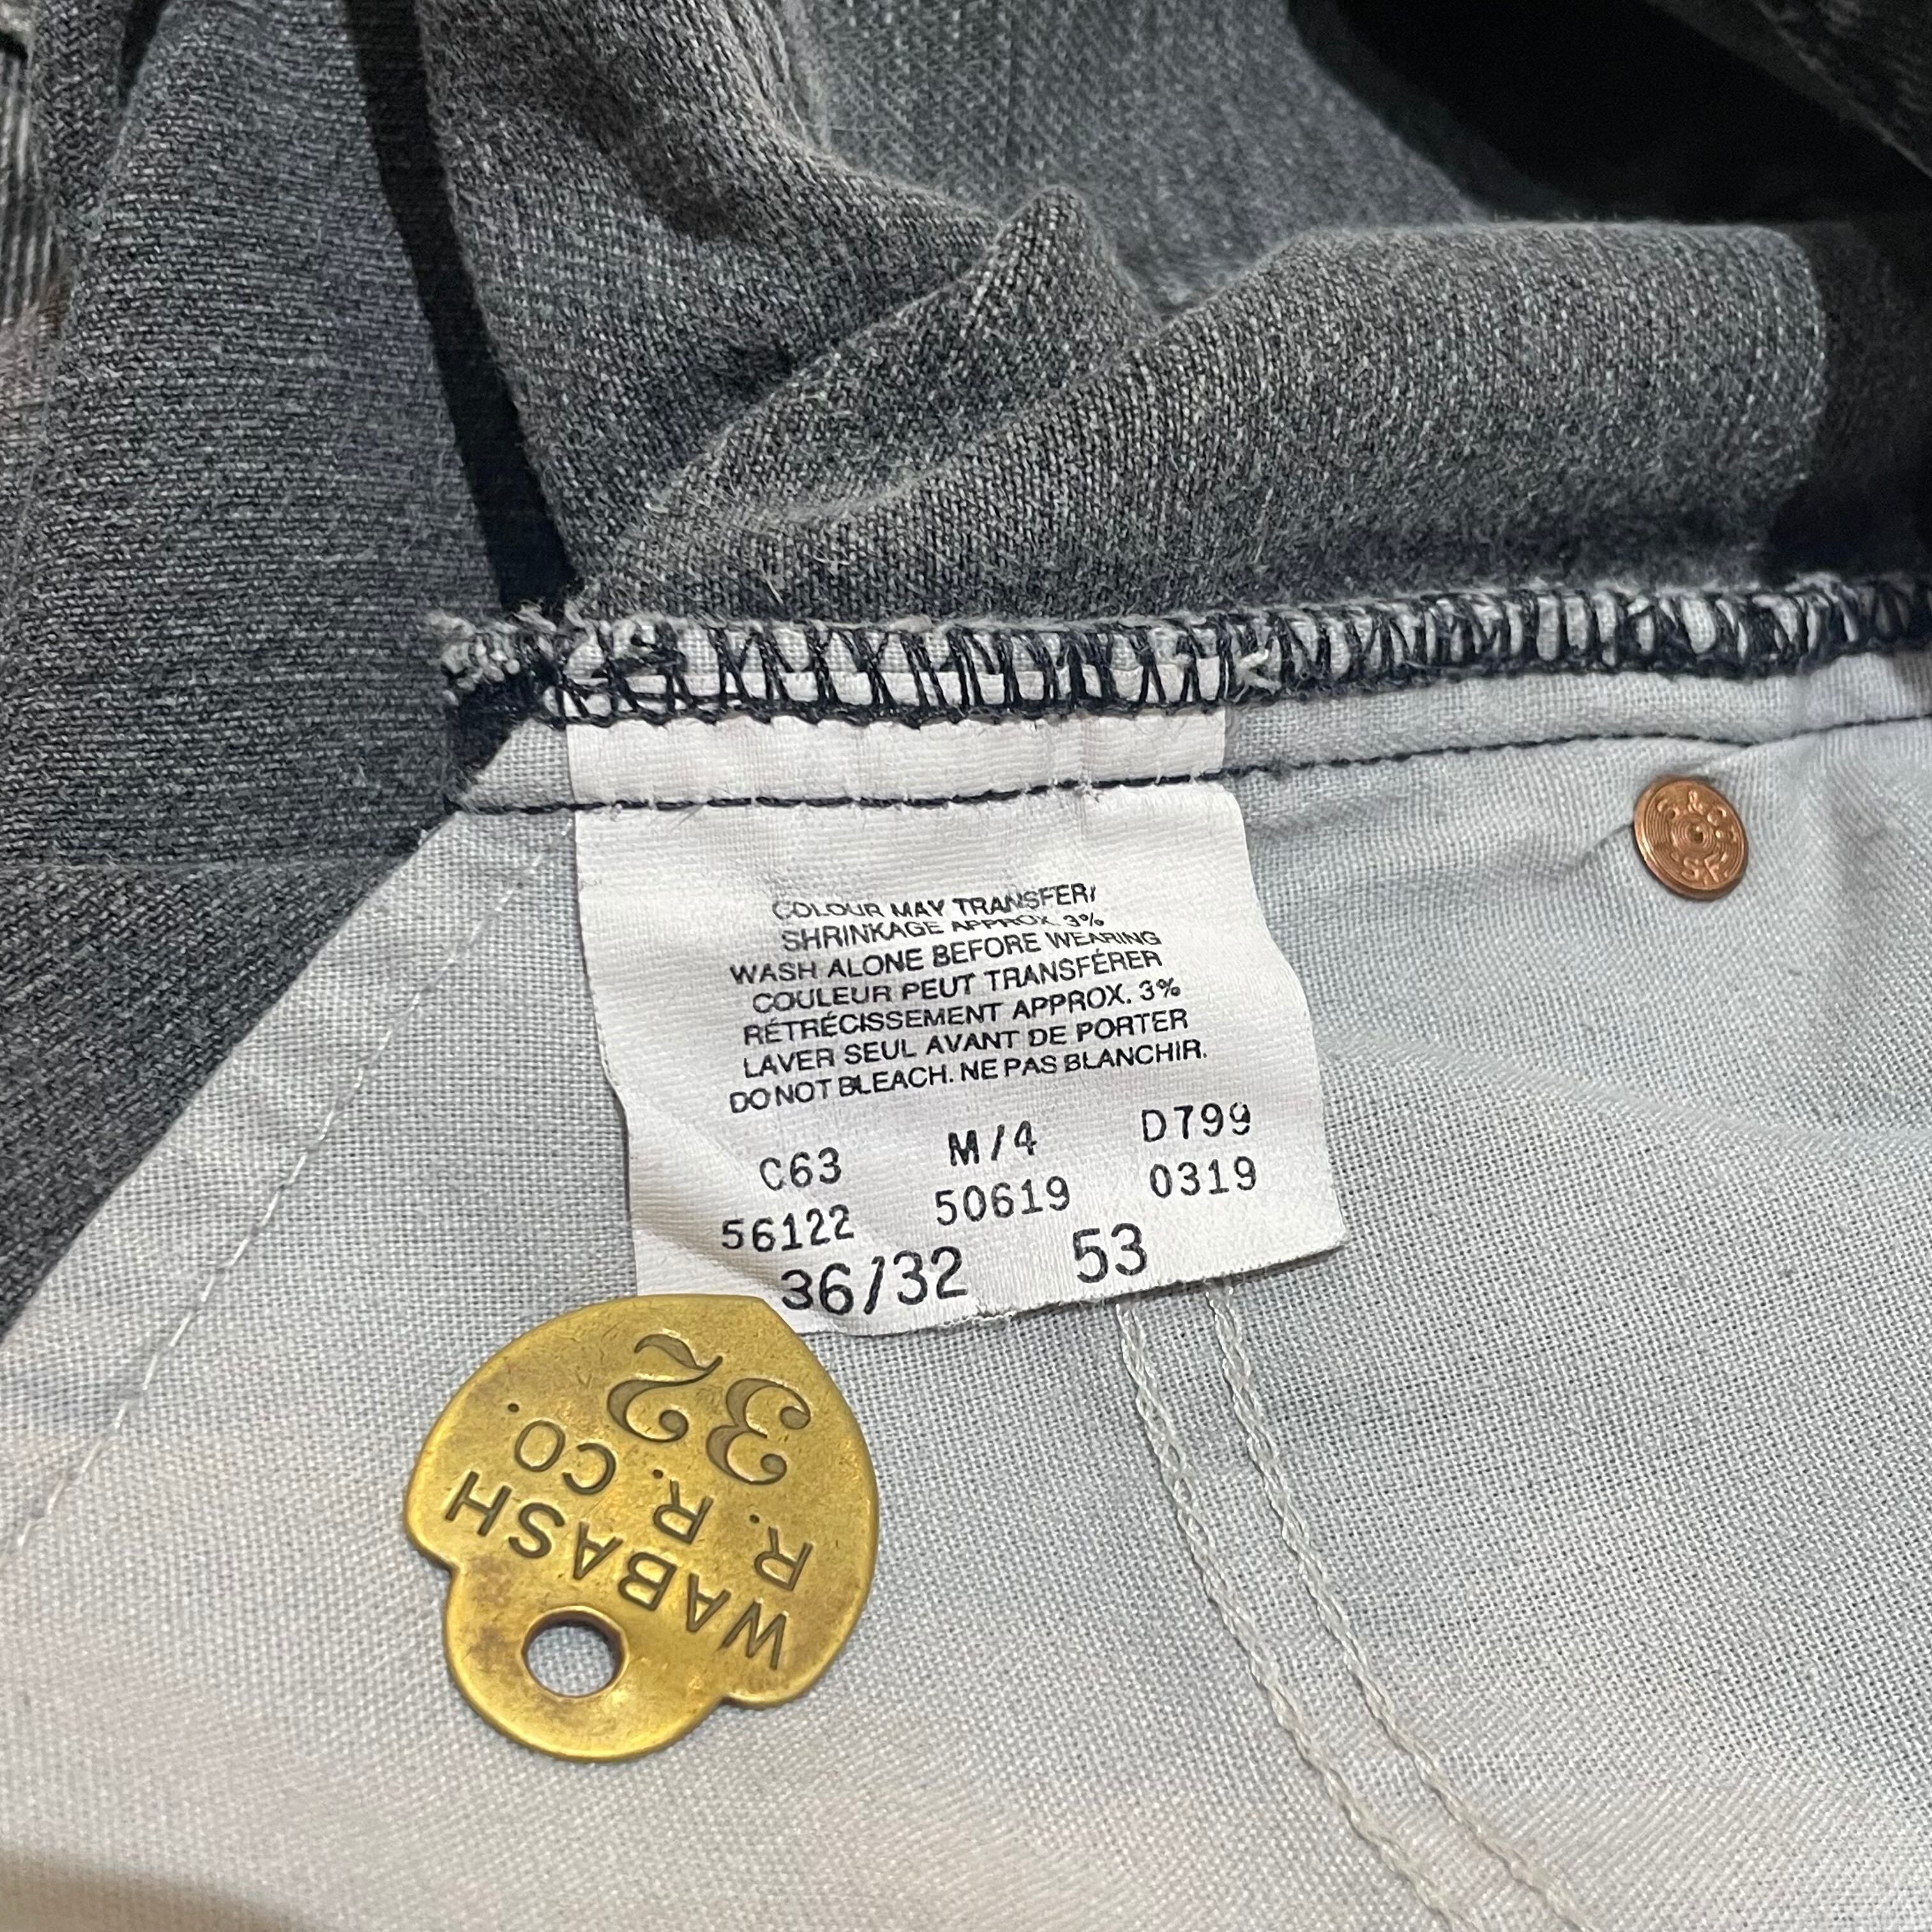 COLOUR MAY TRANSFER/
SHRINKAGE APPROX. 3%
WASH ALONE BEFORE WEARING
COULEUR PEUT TRANSFÉRER
RÉTRÉCISSEMENT APPROX. 3%
LAVER SEUL AVANT DE PORTER
DO NOT BLEACH. NE PAS BLANCHIR.
C63 M/4 D799
56122 50619 0319
36/32 53
WABASH
R. R. CO.
32
S. & CO.
L.S. S.F.